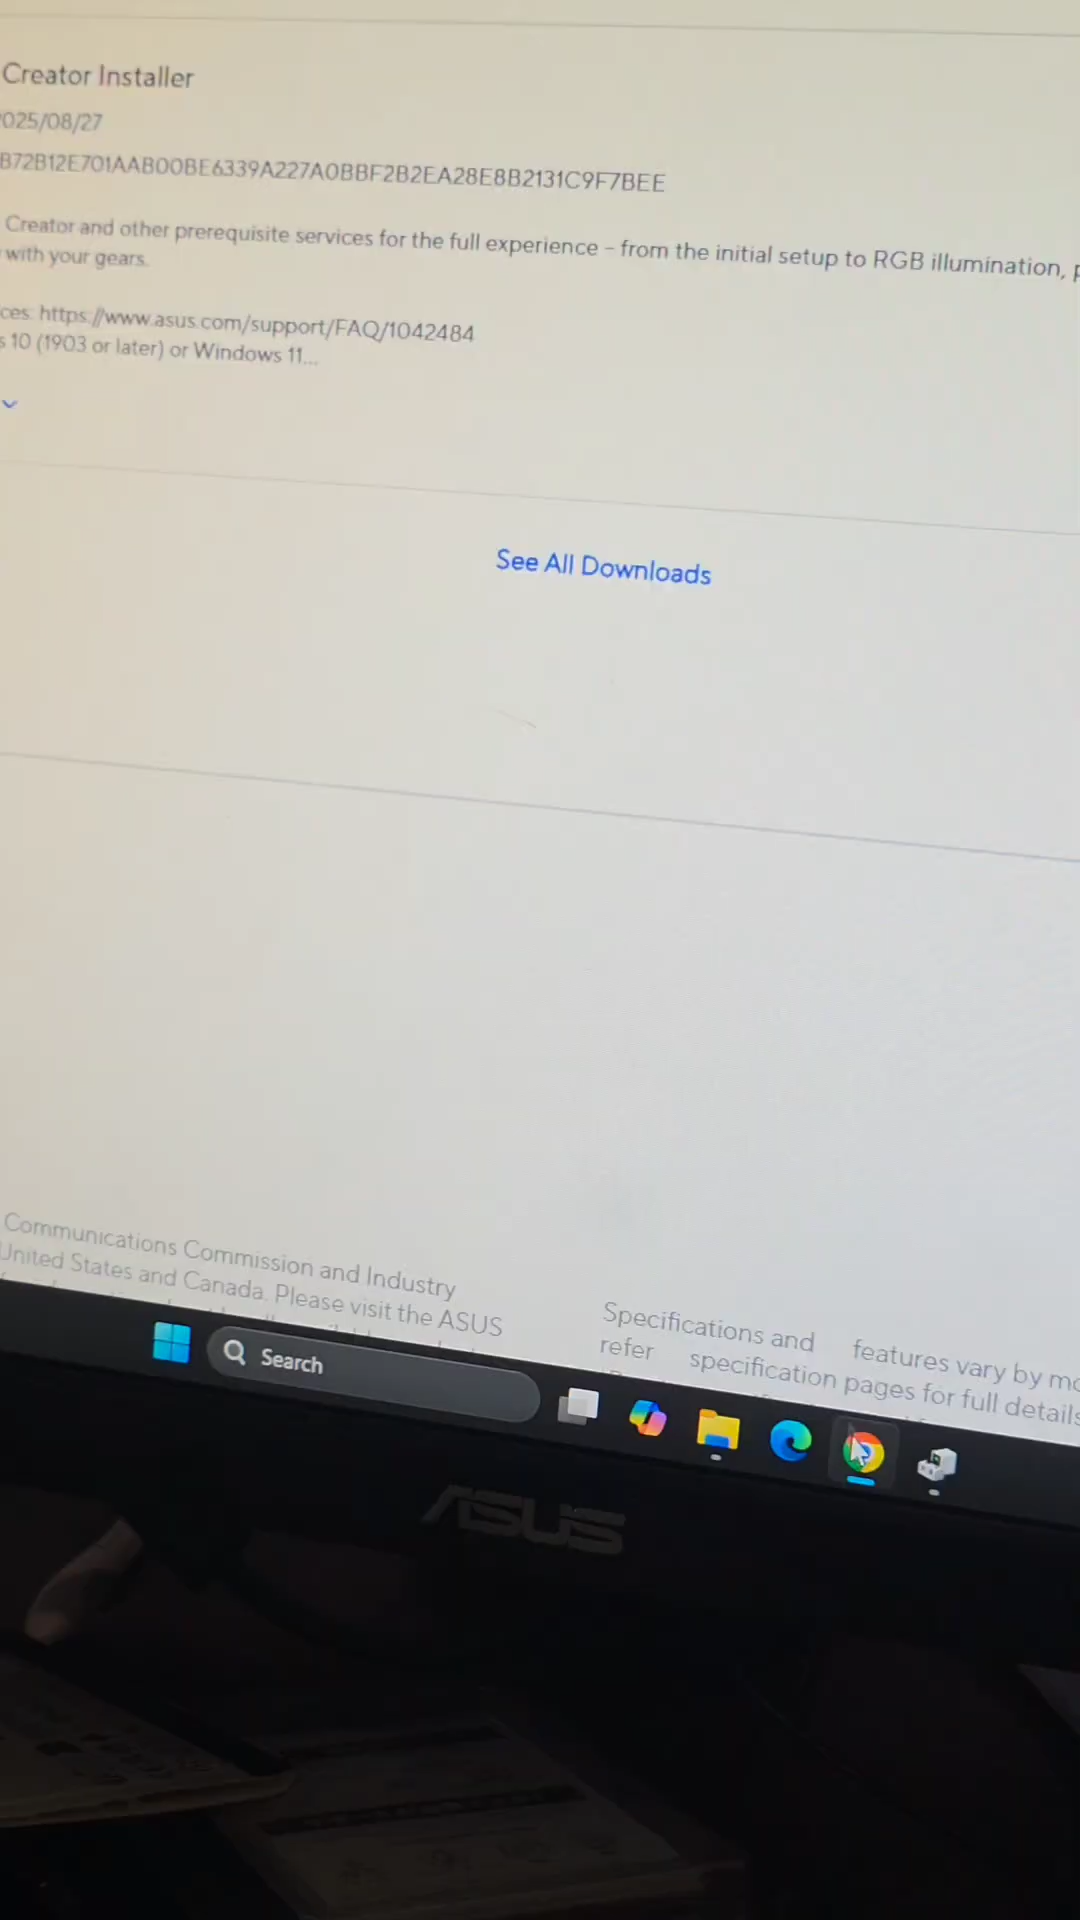 Creator Installer
025/08/27
B72B12E701AAB00BE6339A227A0BBF2B2EA28E8B2131C9F7BEE
Creator and other prerequisite services for the full experience – from the initial setup to RGB illumination,
with your gears.
ces: https://www.asus.com/support/FAQ/1042484
s 10 (1903 or later) or Windows 11...
See All Downloads
Communications Commission and Industry
United States and Canada. Please visit the ASUS
Specifications and features vary by mo
refer specification pages for full details
Search
ASUS